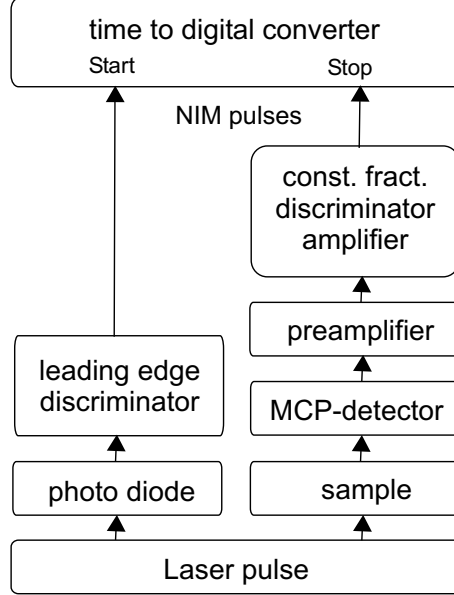 time to digital converter
Start
Stop
NIM pulses
const. fract.
discriminator
amplifier
preamplifier
leading edge
discriminator
MCP-detector
photo diode
sample
Laser pulse